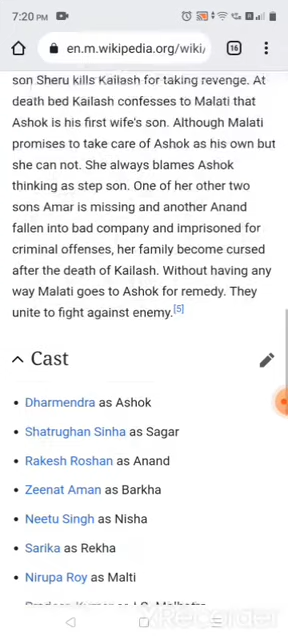 7:20 PM
en.m.wikipedia.org/wiki/
16
son Sheru kills Kailash for taking revenge. At
death bed Kailash confesses to Malati that
Ashok is his first wife's son. Although Malati
promises to take care of Ashok as his own but
she can not. She always blames Ashok
thinking as step son. One of her other two
sons Amar is missing and another Anand
fallen into bad company and imprisoned for
criminal offenses, her family become cursed
after the death of Kailash. Without having any
way Malati goes to Ashok for remedy. They
unite to fight against enemy.[5]
Cast
• Dharmendra as Ashok
• Shatrughan Sinha as Sagar
• Rakesh Roshan as Anand
• Zeenat Aman as Barkha
• Neetu Singh as Nisha
• Sarika as Rekha
• Nirupa Roy as Malti
Pradeep Kumar as Malhotra
XRecorder